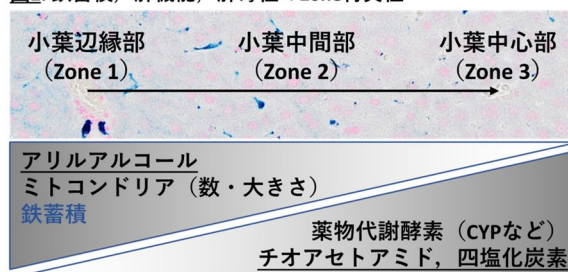 小葉辺縁部 小葉中間部 小葉中心部
(Zone 1) (Zone 2) (Zone 3)
アリルアルコール
ミトコンドリア(数・大きさ)
鉄蓄積
薬物代謝酵素(CYPなど)
チオアセトアミド,四塩化炭素